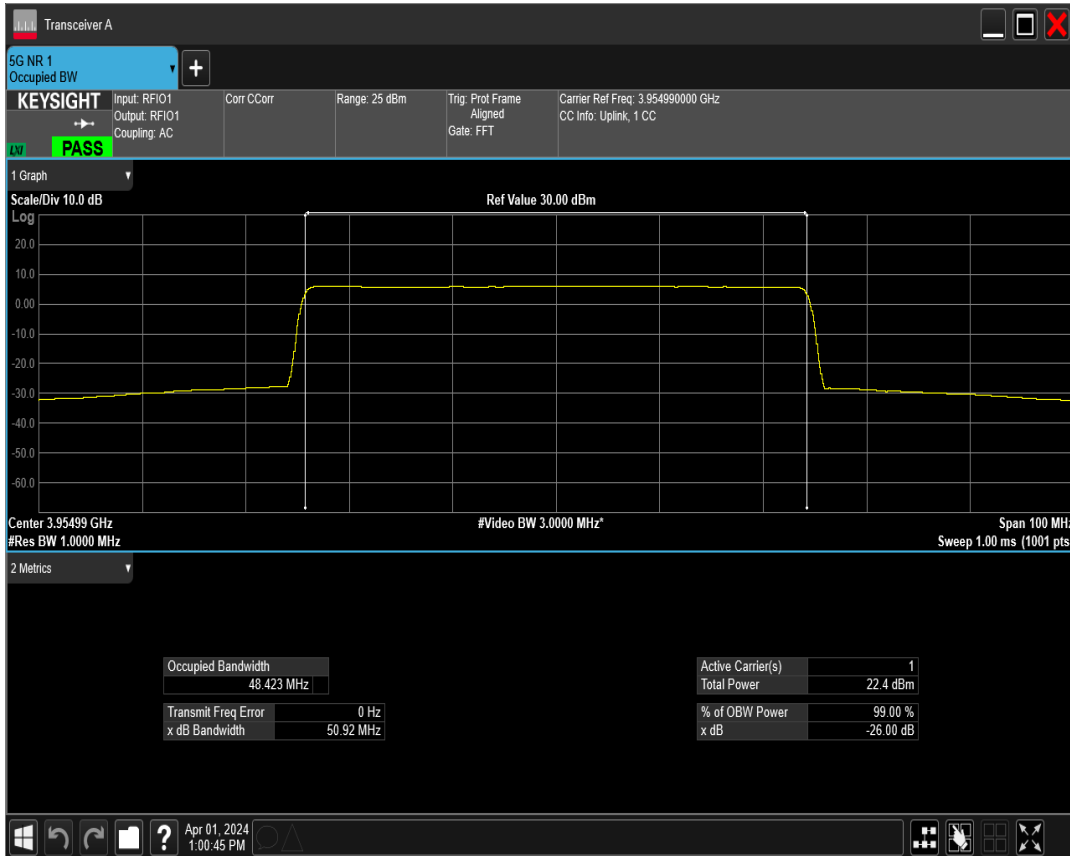 Transceiver A
5G NR 1
Occupied BW
+
KEYSIGHT
LXI
PASS
Input: RFIO1
Output: RFIO1
Coupling: AC
Corr CCorr
Range: 25 dBm
Trig: Prot Frame
Aligned
Gate: FFT
Carrier Ref Freq: 3.954990000 GHz
CC Info: Uplink, 1 CC
1 Graph
Scale/Div 10.0 dB
Ref Value 30.00 dBm
Log
20.0
10.0
0.00
-10.0
-20.0
-30.0
-40.0
-50.0
-60.0
Center 3.95499 GHz
#Video BW 3.0000 MHz*
Span 100 MHz
#Res BW 1.0000 MHz
Sweep 1.00 ms (1001 pts
2 Metrics
Occupied Bandwidth
48.423 MHz
Transmit Freq Error 0 Hz
x dB Bandwidth 50.92 MHz
Active Carrier(s) 1
Total Power 22.4 dBm
% of OBW Power 99.00 %
x dB -26.00 dB
?
Apr 01, 2024
1:00:45 PM